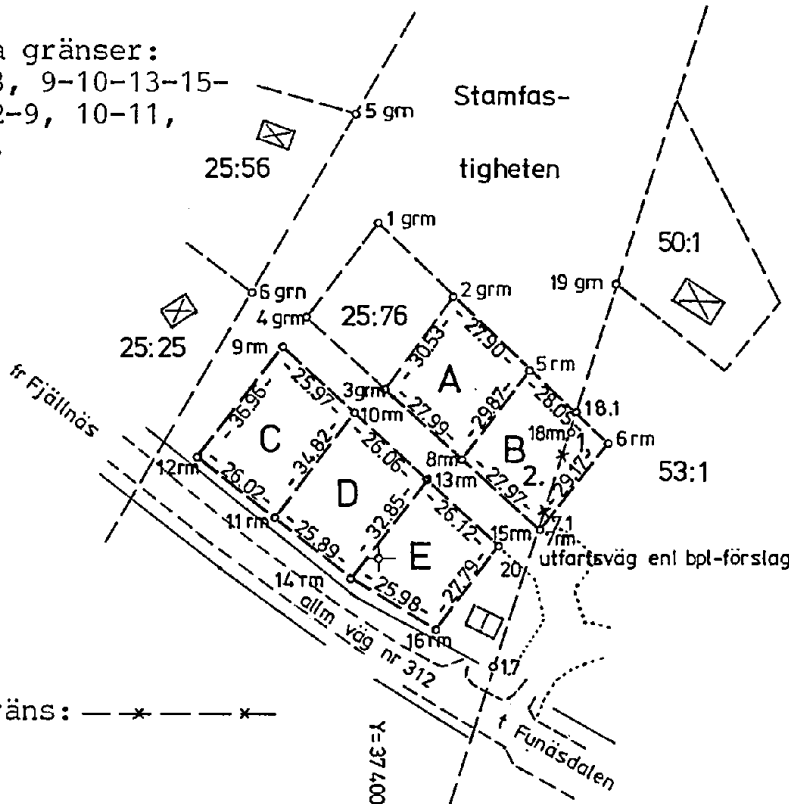 gränser:
9-10-13-15-
2-9, 10-11,
Stamfas-
tigheten
5 gm
25:56
1 grm
50:1
6 grn
2 grm
19 gm
4 grm
25:76
25:25
9 rm
30.53
27.90
5 rm
A
fr Fjällnäs
25.97
3 grm
29.87
28.05
18.1
36.96
10 rm
27.99
18 rm
1.
6 rm
C
34.82
26.06
8 rm
B
2.
29.17
53:1
12 rm
13 rm
27.97
26.02
D
7.1
7 rm
11 rm
32.85
26.12
15 rm
utfartsväg enl bpl-förslag
25.89
E
20
27.79
14 rm
25.98
allm väg nr 312
16 rm
17
räns:
t Funäsdalen
Y=37 400